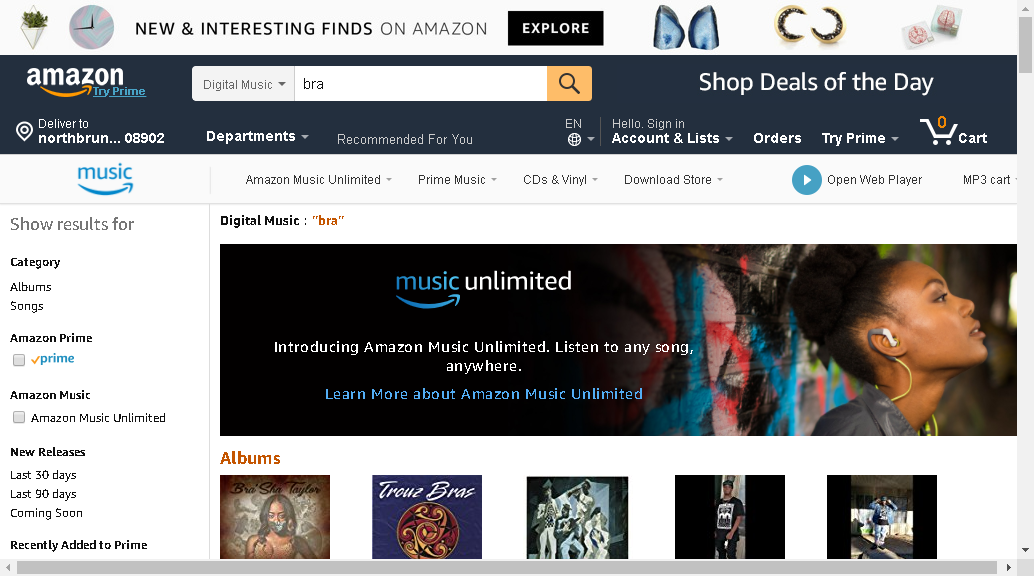 NEW & INTERESTING FINDS ON AMAZON EXPLORE
amazon
Try Prime
Digital Music bra
Shop Deals of the Day
Deliver to
northbrun... 08902
Departments
Recommended For You
EN
Hello. Sign in
Account & Lists
Orders
Try Prime
0
Cart
music
Amazon Music Unlimited
Prime Music
CDs & Vinyl
Download Store
Open Web Player
MP3 cart
Show results for
Category
Albums
Songs
Amazon Prime
prime
Amazon Music
Amazon Music Unlimited
New Releases
Last 30 days
Last 90 days
Coming Soon
Recently Added to Prime
Digital Music : "bra"
music unlimited
Introducing Amazon Music Unlimited. Listen to any song,
anywhere.
Learn More about Amazon Music Unlimited
Albums
Bra'Sha Taylor
Trouz Bras